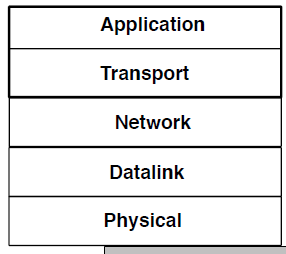 Application
Transport
Network
Datalink
Physical